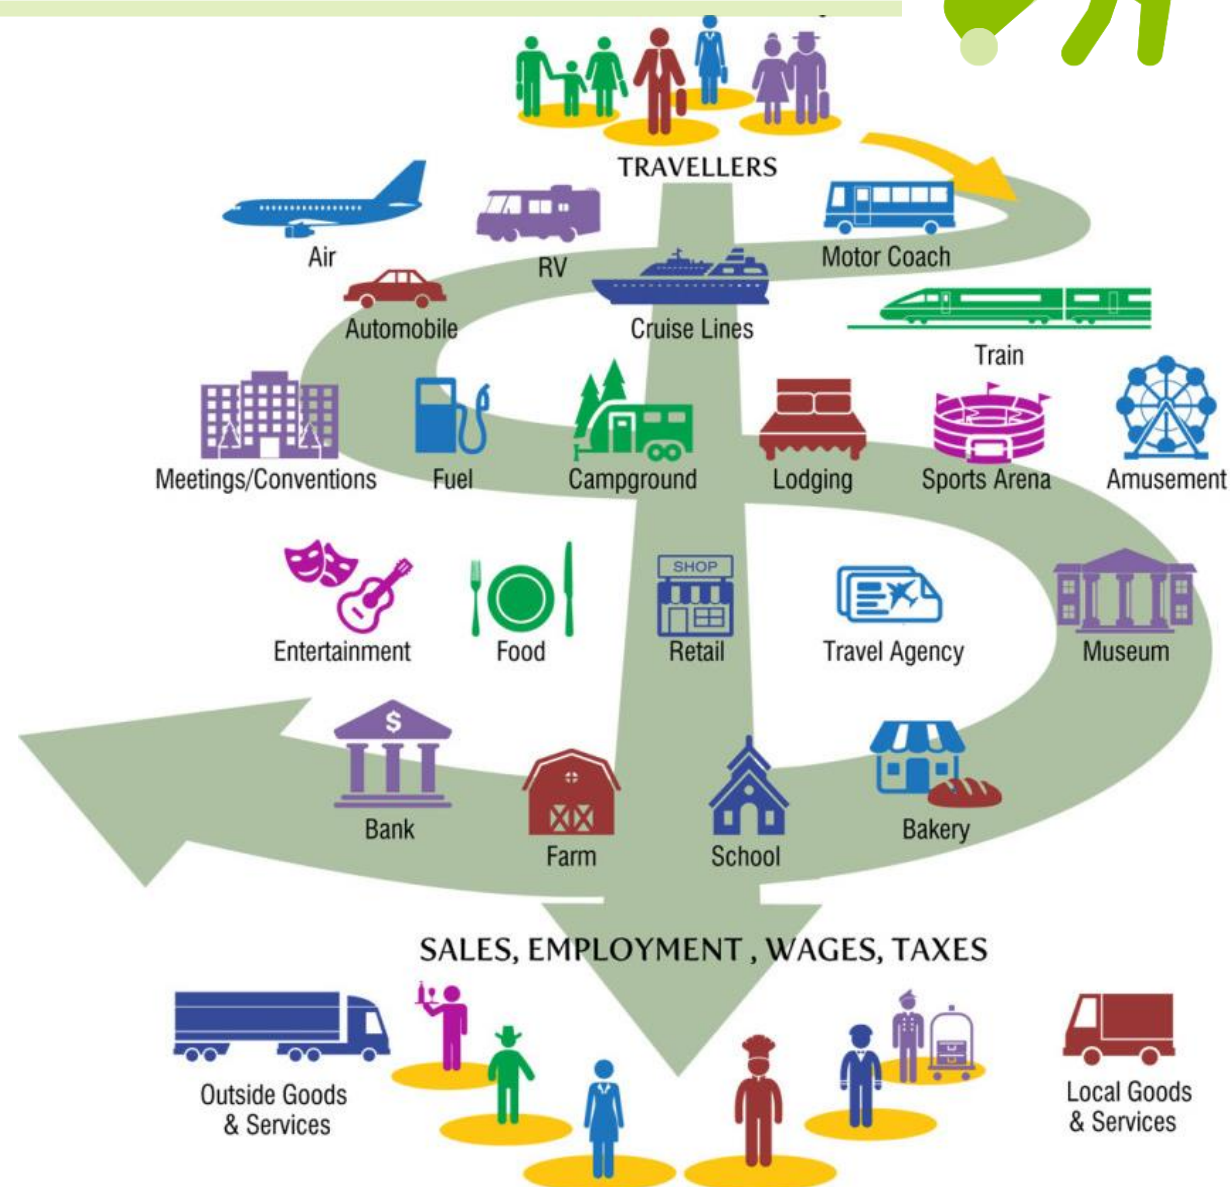 TRAVELLERS
Air
RV
Motor Coach
Automobile
Cruise Lines
Train
Meetings/Conventions
Fuel
Campground
Lodging
Sports Arena
Amusement
SHOP
Entertainment
Food
Retail
Travel Agency
Museum
$
Bank
Farm
School
Bakery
SALES, EMPLOYMENT , WAGES, TAXES
Outside Goods
& Services
Local Goods
& Services